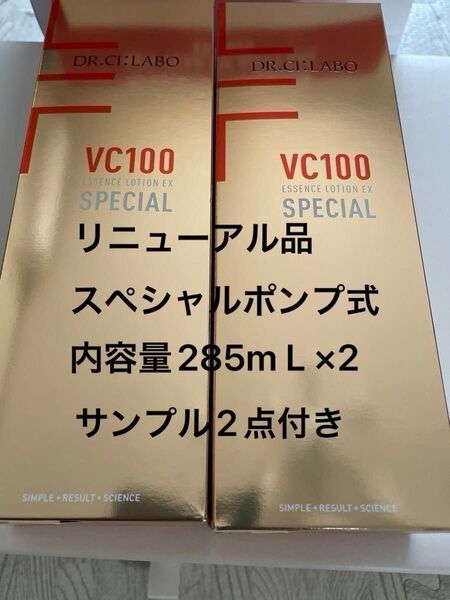 DR.CI:LABO
VC100
ESSENCE LOTION EX
SPECIAL
DR.CI:LABO
VC100
ESSENCE LOTION EX
SPECIAL
リニューアル品
スペシャルポンプ式
内容量285mL×2
サンプル2点付き
SIMPLE+RESULT+SCIENCE
SIMPLE+RESULT+SCIENCE